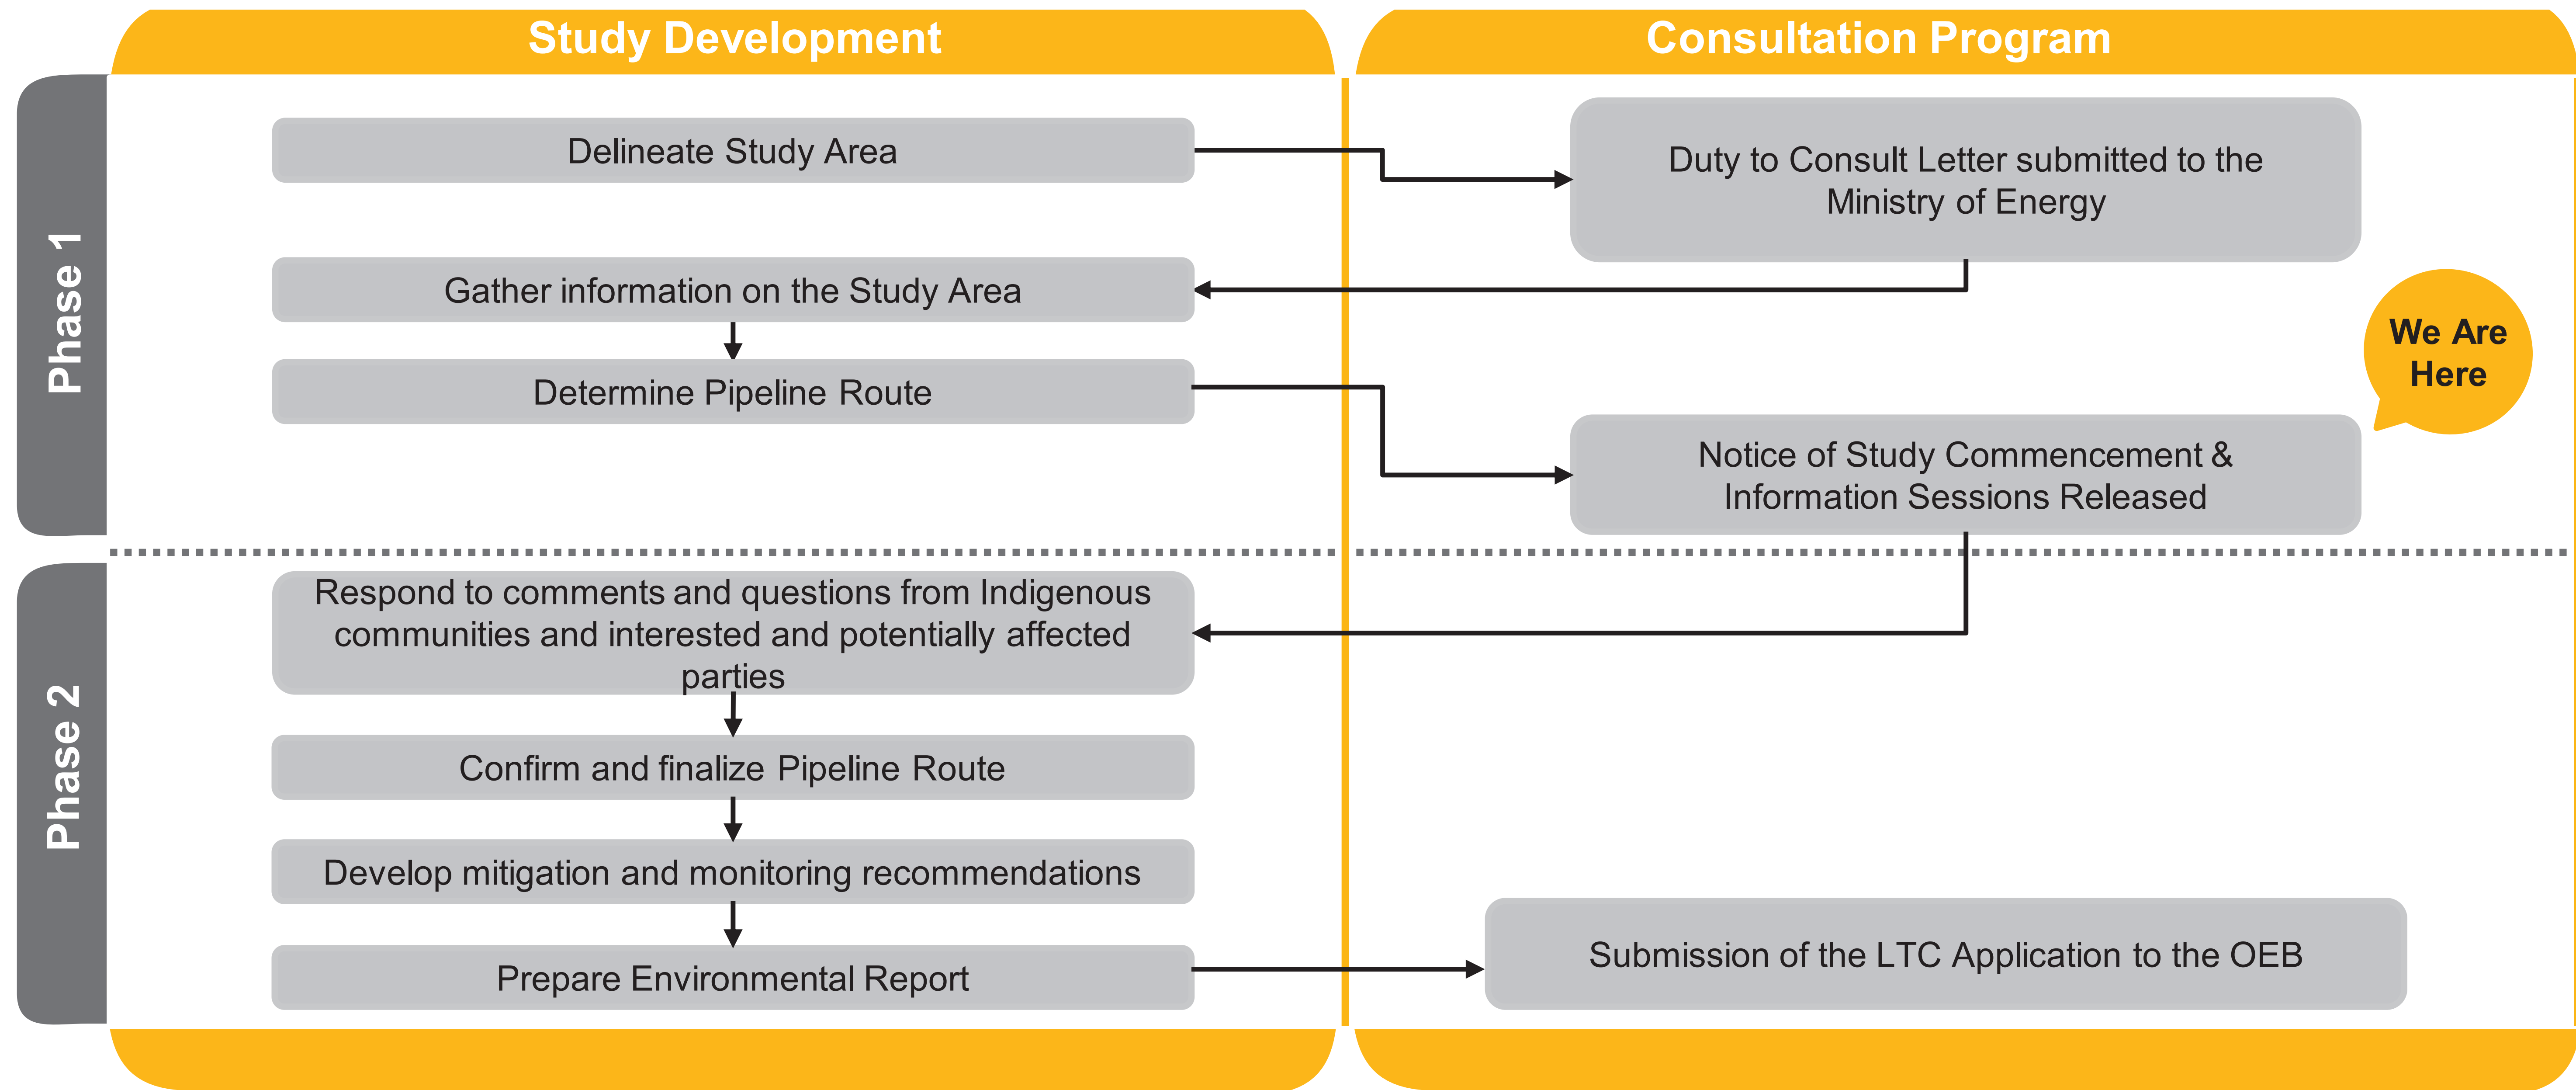 Study Development
Consultation Program
Phase 1
Delineate Study Area
Duty to Consult Letter submitted to the
Ministry of Energy
Gather information on the Study Area
We Are
Here
Determine Pipeline Route
Notice of Study Commencement &
Information Sessions Released
Phase 2
Respond to comments and questions from Indigenous
communities and interested and potentially affected
parties
Confirm and finalize Pipeline Route
Develop mitigation and monitoring recommendations
Prepare Environmental Report
Submission of the LTC Application to the OEB